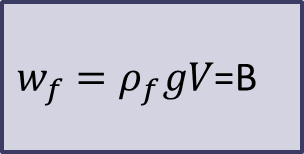 w_f = ρ_f gV=B